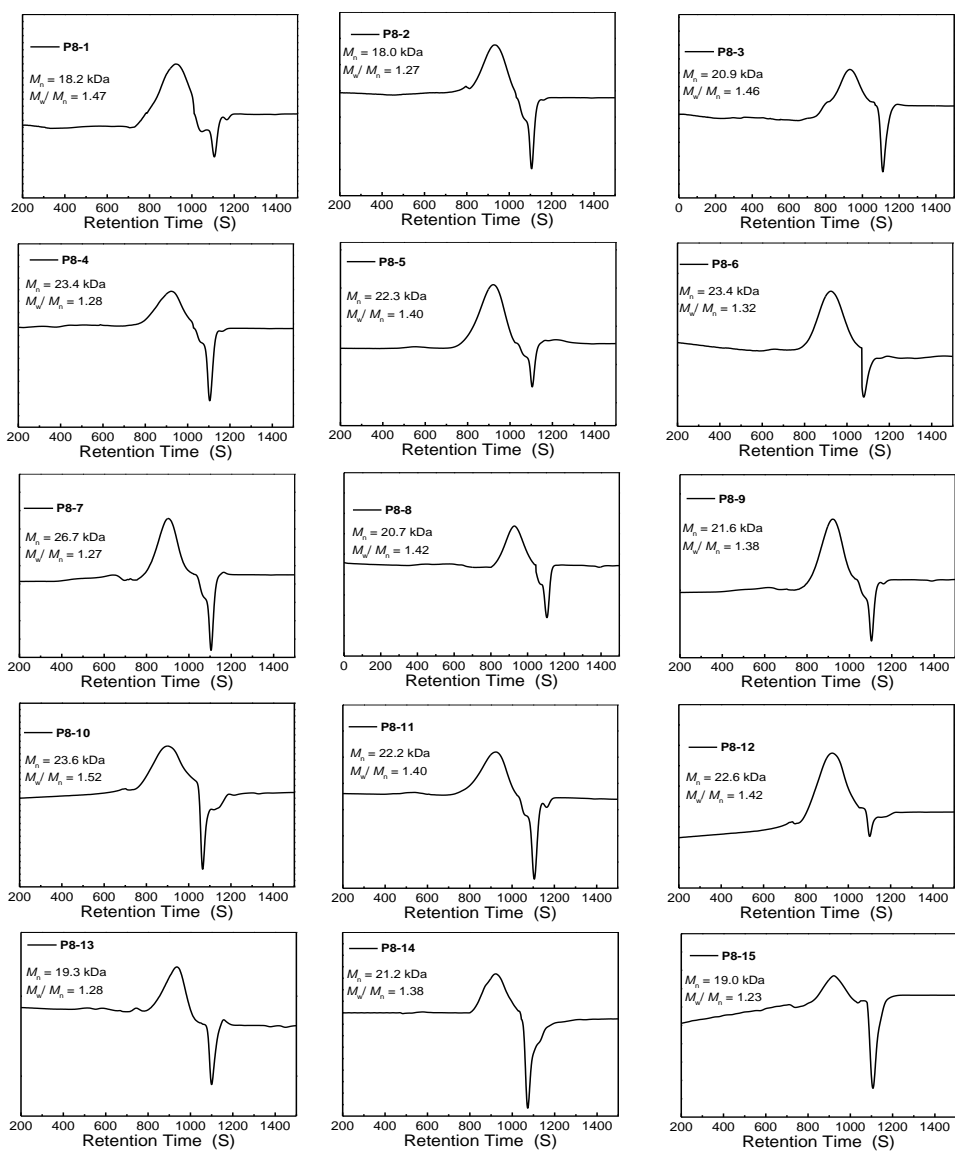 P8-1
Mn = 18.2 kDa
Mw/ Mn = 1.47
200 400 600 800 1000 1200 1400
Retention Time (S)
P8-2
Mn = 18.0 kDa
Mw/ Mn = 1.27
200 400 600 800 1000 1200 1400
Retention Time (S)
P8-3
Mn = 20.9 kDa
Mw/ Mn = 1.46
0 200 400 600 800 1000 1200 1400
Retention Time (S)
P8-4
Mn = 23.4 kDa
Mw/ Mn = 1.28
200 400 600 800 1000 1200 1400
Retention Time (S)
P8-5
Mn = 22.3 kDa
Mw/ Mn = 1.40
200 400 600 800 1000 1200 1400
Retention Time (S)
P8-6
Mn = 23.4 kDa
Mw/ Mn = 1.32
200 400 600 800 1000 1200 1400
Retention Time (S)
P8-7
Mn = 26.7 kDa
Mw/ Mn = 1.27
200 400 600 800 1000 1200 1400
Retention Time (S)
P8-8
Mn = 20.7 kDa
Mw/ Mn = 1.42
0 200 400 600 800 1000 1200 1400
Retention Time (S)
P8-9
Mn = 21.6 kDa
Mw/ Mn = 1.38
200 400 600 800 1000 1200 1400
Retention Time (S)
P8-10
Mn = 23.6 kDa
Mw/ Mn = 1.52
200 400 600 800 1000 1200 1400
Retention Time (S)
P8-11
Mn = 22.2 kDa
Mw/ Mn = 1.40
200 400 600 800 1000 1200 1400
Retention Time (S)
P8-12
Mn = 22.6 kDa
Mw/ Mn = 1.42
200 400 600 800 1000 1200 1400
Retention Time (S)
P8-13
Mn = 19.3 kDa
Mw/ Mn = 1.28
200 400 600 800 1000 1200 1400
Retention Time (S)
P8-14
Mn = 21.2 kDa
Mw/ Mn = 1.38
200 400 600 800 1000 1200 1400
Retention Time (S)
P8-15
Mn = 19.0 kDa
Mw/ Mn = 1.23
200 400 600 800 1000 1200 1400
Retention Time (S)